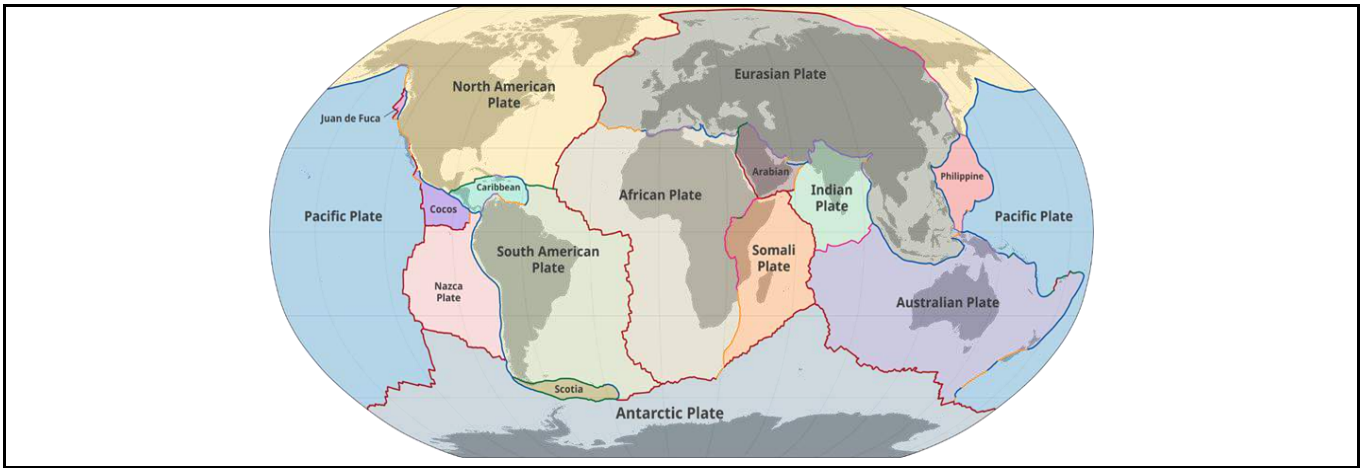 Eurasian Plate
North American
Plate
Juan de Fuca
Arabian
Philippine
Caribbean
African Plate
Indian
Plate
Cocos
Pacific Plate
Pacific Plate
South American
Plate
Somali
Plate
Nazca
Plate
Australian Plate
Scotia
Antarctic Plate